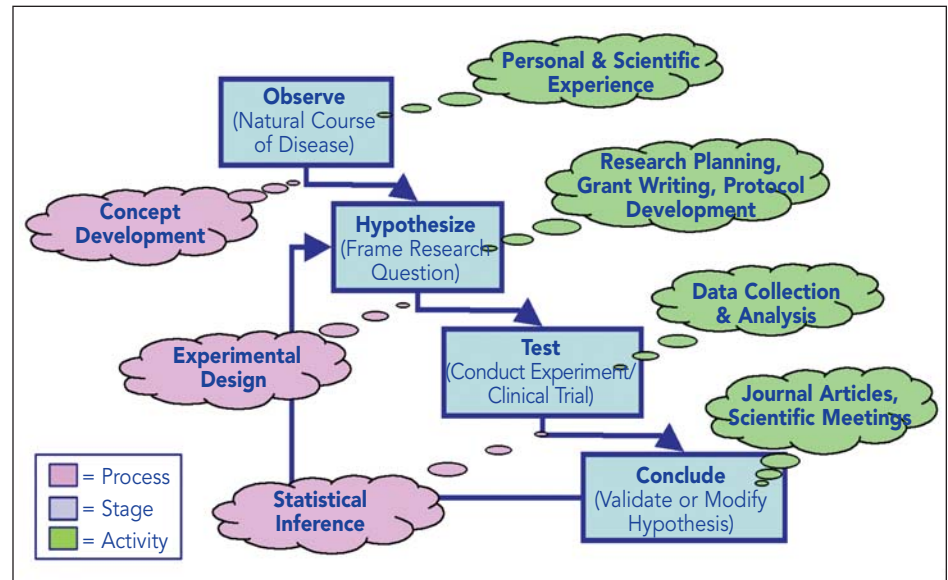 Personal & Scientific
Experience
Observe
(Natural Course
of Disease)
Research Planning,
Grant Writing, Protocol
Development
Concept
Development
Hypothesize
(Frame Research
Question)
Data Collection
& Analysis
Experimental
Design
Test
(Conduct Experiment/
Clinical Trial)
Journal Articles,
Scientific Meetings
= Process
= Stage
= Activity
Statistical
Inference
Conclude
(Validate or Modify
Hypothesis)